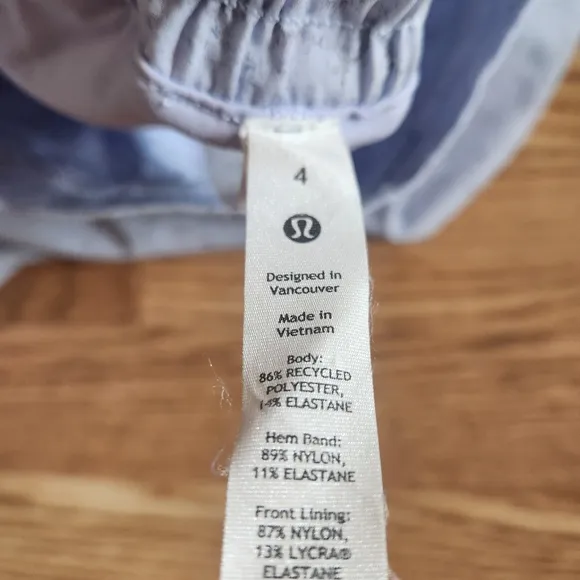 4
Designed in
Vancouver
Made in
Vietnam
Body:
86% RECYCLED
POLYESTER,
14% ELASTANE
Hem Band:
89% NYLON,
11% ELASTANE
Front Lining:
87% NYLON,
13% LYCRA®
ELASTANE